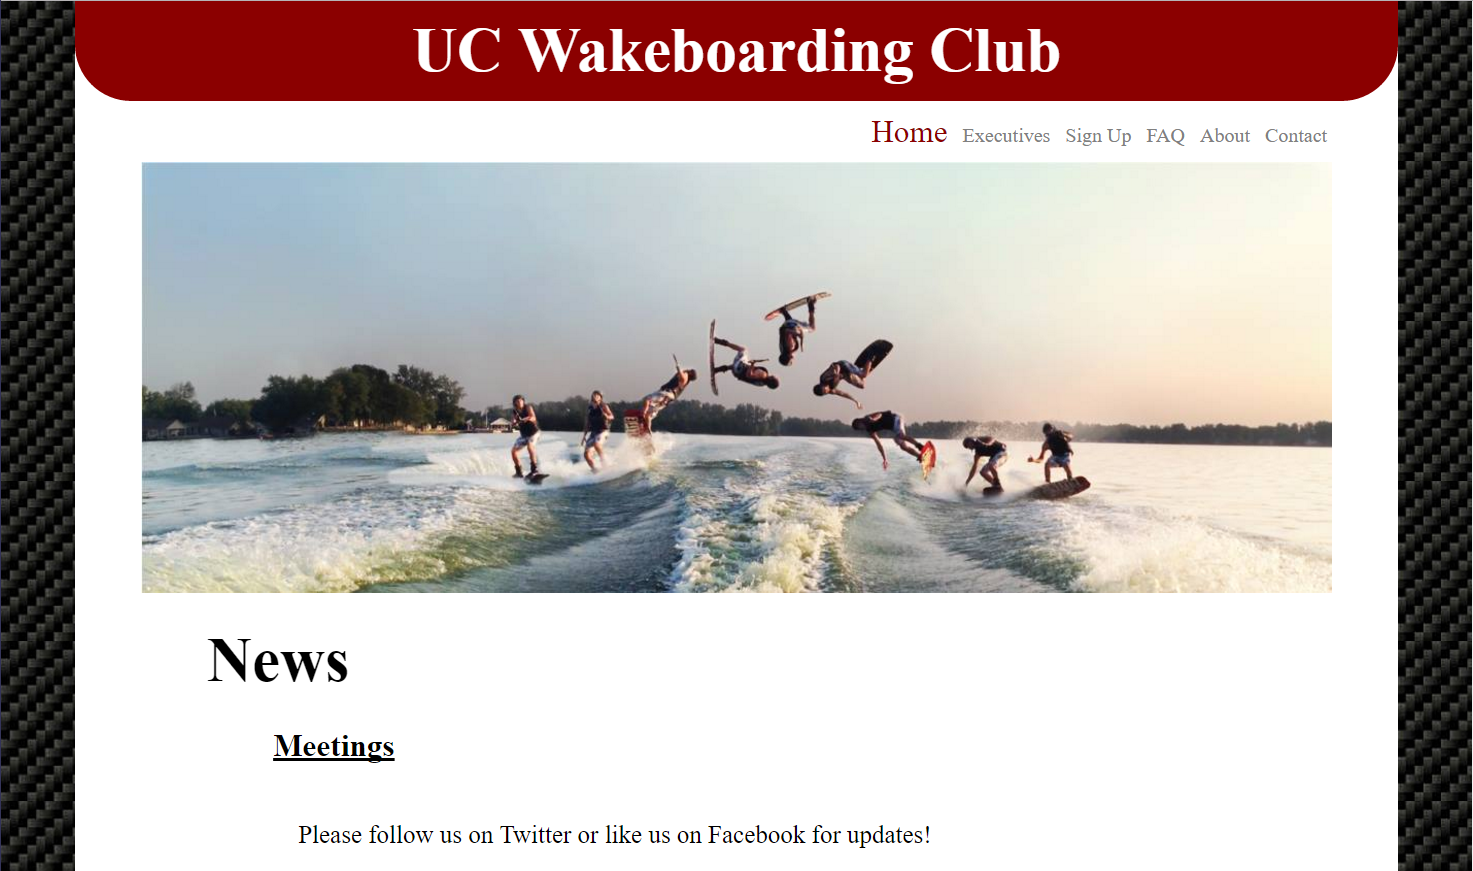 UC Wakeboarding Club
Home Executives Sign Up FAQ About Contact
News
Meetings
Please follow us on Twitter or like us on Facebook for updates!